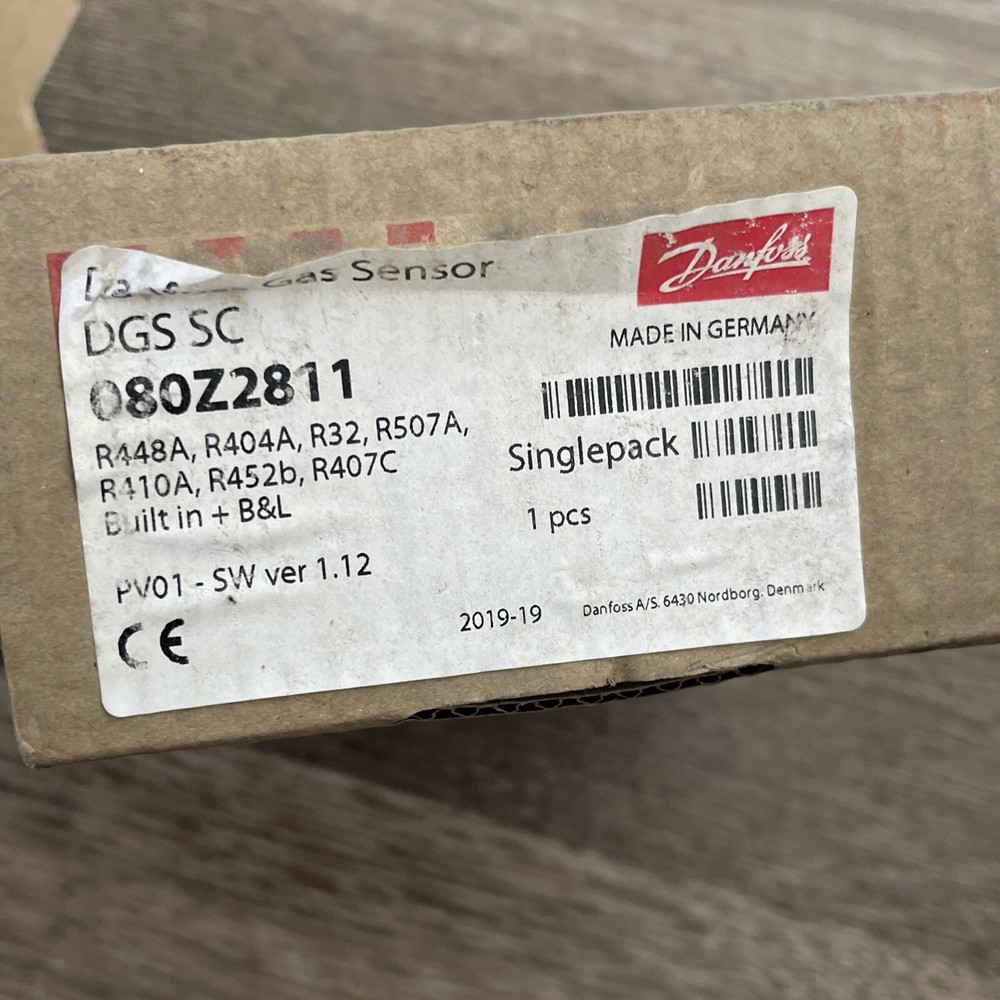 Gas Sensor
Danfoss
DGS SC
MADE IN GERMANY
080Z2811
R448A, R404A, R32, R507A,
R410A, R452b, R407C
Built in + B&L
Singlepack
1 pcs
PV01 - SW ver 1.12
CE
2019-19
Danfoss A/S. 6430 Nordborg. Denmark